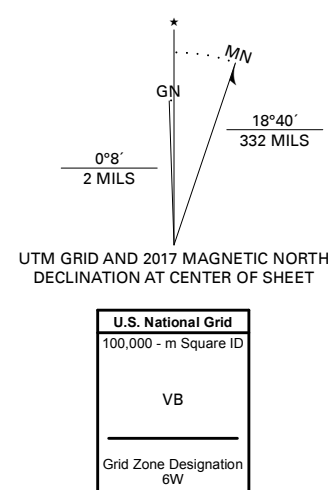 MN
GN
18°40´
332 MILS
0°8´
2 MILS
UTM GRID AND 2017 MAGNETIC NORTH
DECLINATION AT CENTER OF SHEET
U.S. National Grid
100,000 - m Square ID
VB
Grid Zone Designation
6W